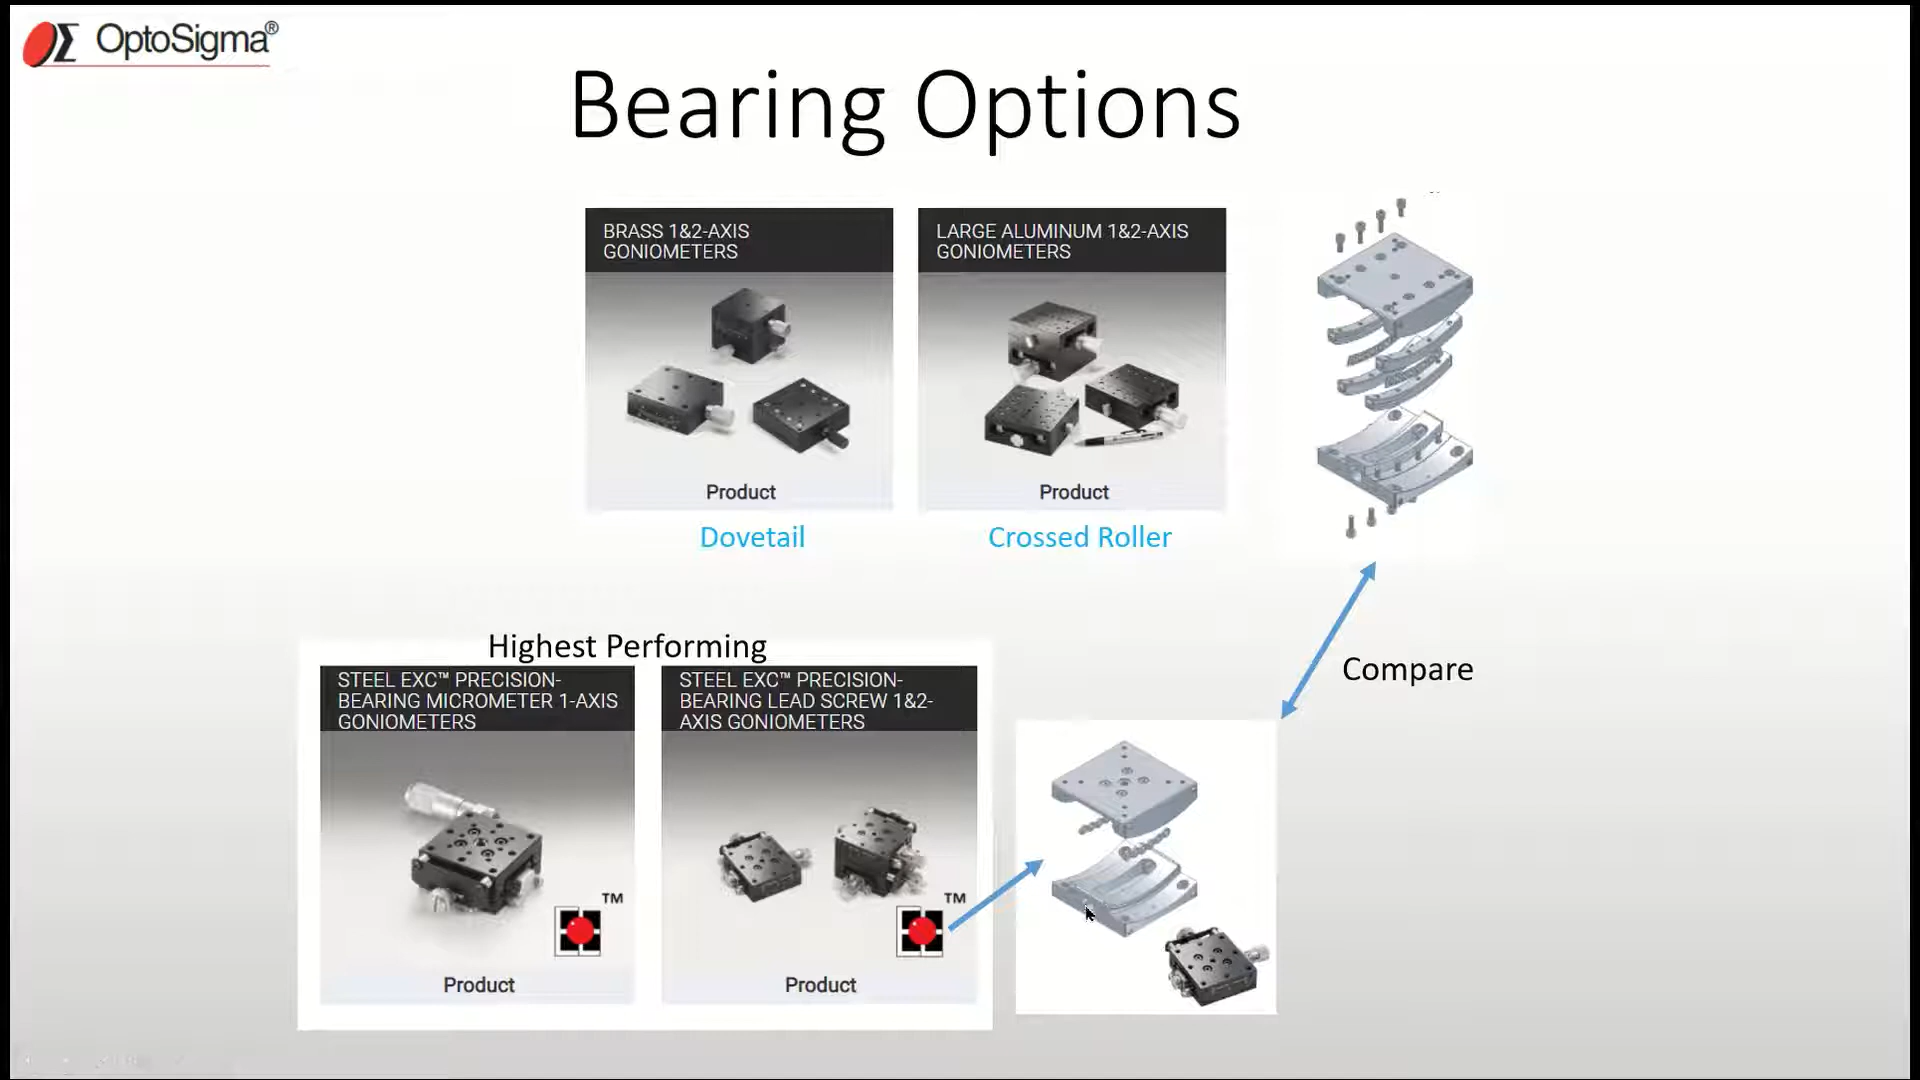 OptoSigma®
Bearing Options
BRASS 1&2-AXIS
GONIOMETERS
Product
Dovetail
LARGE ALUMINUM 1&2-AXIS
GONIOMETERS
Product
Crossed Roller
Compare
Highest Performing
STEEL EXC™ PRECISION-
BEARING MICROMETER 1-AXIS
GONIOMETERS
TM
Product
STEEL EXC™ PRECISION-
BEARING LEAD SCREW 1&2-
AXIS GONIOMETERS
TM
Product